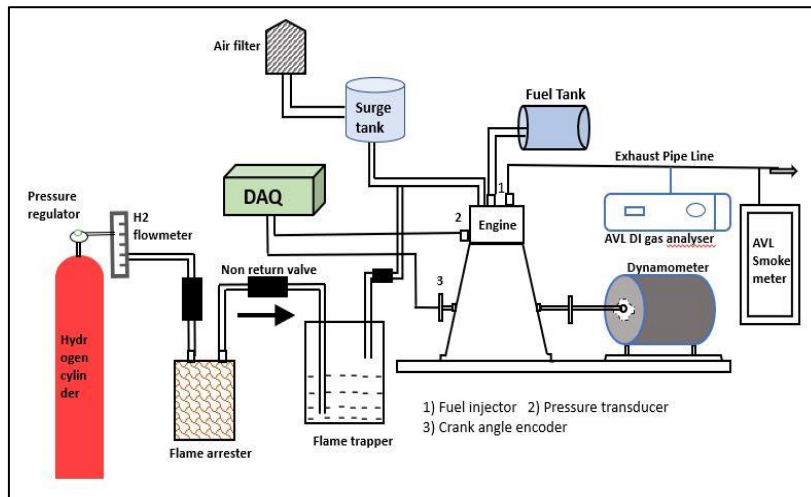 Air filter
Surge
tank
Fuel Tank
Exhaust Pipe Line
DAQ
1
2
Engine
AVL DI gas analyser
AVL
Smoke
meter
Pressure
regulator
H2
flowmeter
Non return valve
3
Dynamometer
Hydr
ogen
cylin
der
Flame arrester
Flame trapper
1) Fuel injector 2) Pressure transducer
3) Crank angle encoder